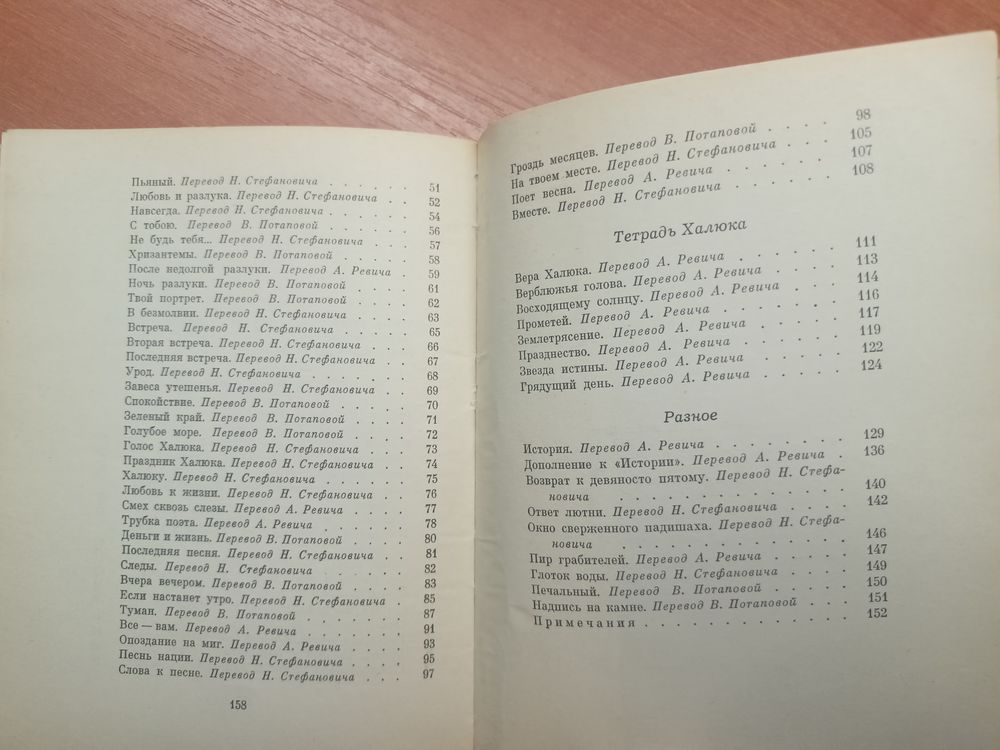 Пьяный. Перевод Н. Стефановича . . . . . . 51
Любовь и разлука. Перевод Н. Стефановича . . 52
Навсегда. Перевод Н. Стефановича . . . . . 54
С тобою. Перевод В. Потаповой . . . . . . 56
Не будь тебя... Перевод Н. Стефановича . . . 57
Хризантемы. Перевод В. Потаповой . . . . . 58
После недолгой разлуки. Перевод А. Ревича . 59
Ночь разлуки. Перевод В. Потаповой . . . . 61
Твой портрет. Перевод В. Потаповой . . . . 62
В безмолвии. Перевод Н. Стефановича . . . . 63
Встреча. Перевод Н. Стефановича . . . . . 65
Вторая встреча. Перевод Н. Стефановича . . . 66
Последняя встреча. Перевод Н. Стефановича . . 67
Урод. Перевод Н. Стефановича . . . . . . 68
Завеса утешенья. Перевод Н. Стефановича . . 69
Спокойствие. Перевод В. Потаповой . . . . . 70
Зеленый край. Перевод В. Потаповой . . . . 71
Голубое море. Перевод В. Потаповой . . . . 72
Голос Халюка. Перевод Н. Стефановича . . . 73
Праздник Халюка. Перевод Н. Стефановича . . 74
Халюку. Перевод Н. Стефановича . . . . . . 75
Любовь к жизни. Перевод Н. Стефановича . . . 76
Смех сквозь слезы. Перевод А. Ревича . . . . 77
Трубка поэта. Перевод А. Ревича . . . . . . 78
Деньги и жизнь. Перевод В. Потаповой . . . . 80
Последняя песня. Перевод Н. Стефановича . . . 81
Следы. Перевод Н. Стефановича . . . . . . 82
Вчера вечером. Перевод В. Потаповой . . . . 83
Если настанет утро. Перевод Н. Стефановича . 85
Туман. Перевод В. Потаповой . . . . . . . 87
Все — вам. Перевод А. Ревича . . . . . . . 91
Опоздание на миг. Перевод А. Ревича . . . . 93
Песнь нации. Перевод Н. Стефановича . . . . 95
Слова к песне. Перевод Н. Стефановича . . . 97
158
Гроздь месяцев. Перевод В. Потаповой . . . . 98
На твоем месте. Перевод Н. Стефановича . . . 105
Поет весна. Перевод А. Ревича . . . . . . 107
Вместе. Перевод Н. Стефановича . . . . . . 108
Тетрадъ Халюка
Вера Халюка. Перевод А. Ревича . . . . . . 111
Верблюжья голова. Перевод А. Ревича . . . . 113
Восходящему солнцу. Перевод А. Ревича . . . 114
Прометей. Перевод А. Ревича . . . . . . . 116
Землетрясение. Перевод А. Ревича . . . . . 117
Празднество. Перевод А. Ревича . . . . . . 119
Звезда истины. Перевод А. Ревича . . . . . 122
Грядущий день. Перевод А. Ревича . . . . . 124
Разное
История. Перевод А. Ревича . . . . . . . . 129
Дополнение к «Истории». Перевод А. Ревича . 136
Возврат к девяносто пятому. Перевод Н. Стефа-
новича . . . . . . . . . . . . 140
Ответ лютни. Перевод Н. Стефановича . . . . 142
Окно сверженного падишаха. Перевод Н. Стефа-
новича . . . . . . . . . . . . 146
Пир грабителей. Перевод А. Ревича . . . . . 147
Глоток воды. Перевод Н. Стефановича . . . . 149
Печальный. Перевод В. Потаповой . . . . . 150
Надпись на камне. Перевод В. Потаповой . . . 151
Примечания . . . . . . . . . . . . 152